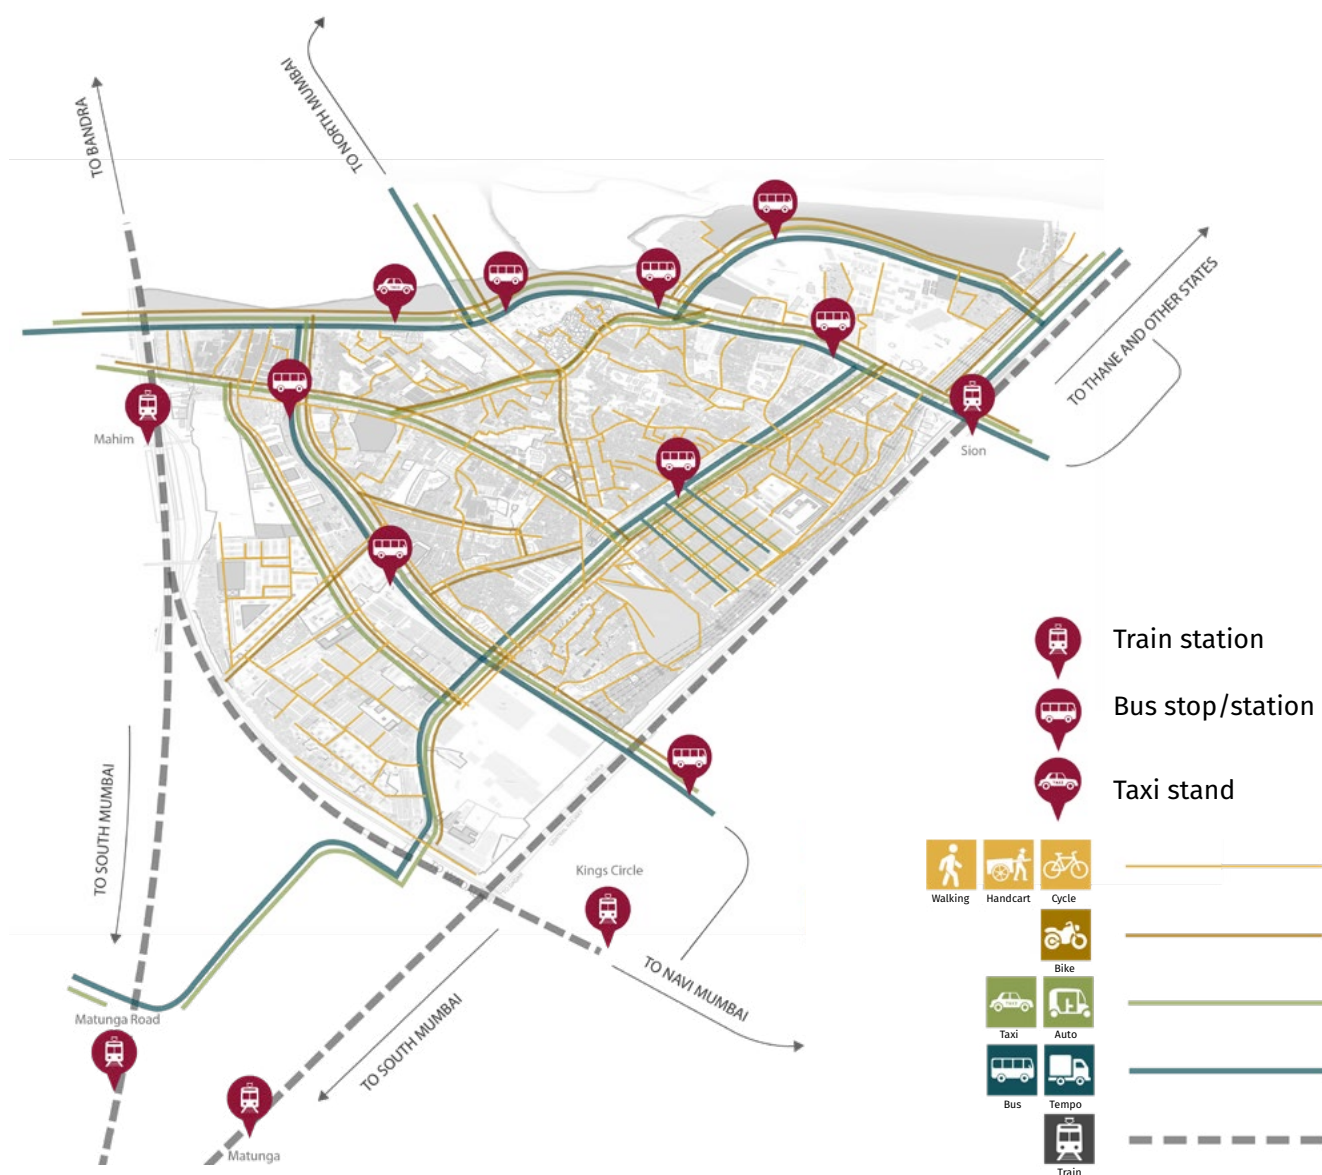 TO NORTH MUMBAI
TO BANDRA
TO THANE AND OTHER STATES
Mahim
Sion
TO SOUTH MUMBAI
Kings Circle
TO NAVI MUMBAI
TO SOUTH MUMBAI
Matunga Road
Matunga
Train station
Bus stop/station
Taxi stand
Walking Handcart Cycle
Bike
Taxi Auto
Bus Tempo
Train